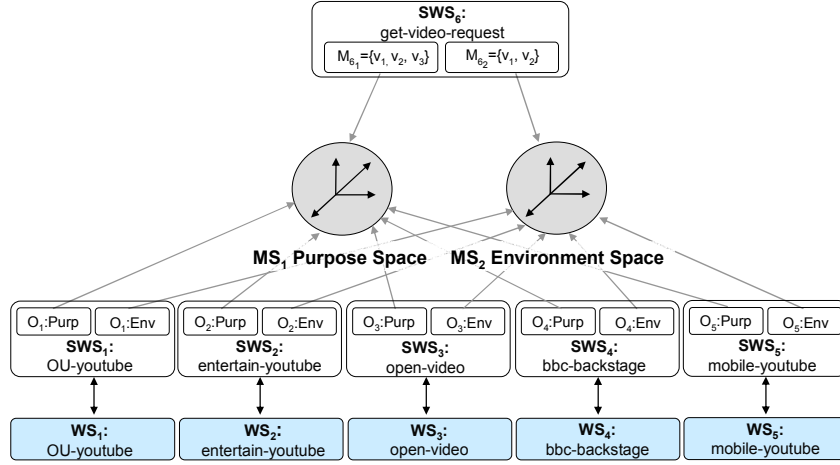 SWS6:
get-video-request
M61={v1, v2, v3} M62={v1, v2}
MS1 Purpose Space MS2 Environment Space
O1:Purp O1:Env O2:Purp O2:Env O3:Purp O3:Env O4:Purp O4:Env O5:Purp O5:Env
SWS1: SWS2: SWS3: SWS4: SWS5:
OU-youtube entertain-youtube open-video bbc-backstage mobile-youtube
WS1: WS2: WS3: WS4: WS5:
OU-youtube entertain-youtube open-video bbc-backstage mobile-youtube